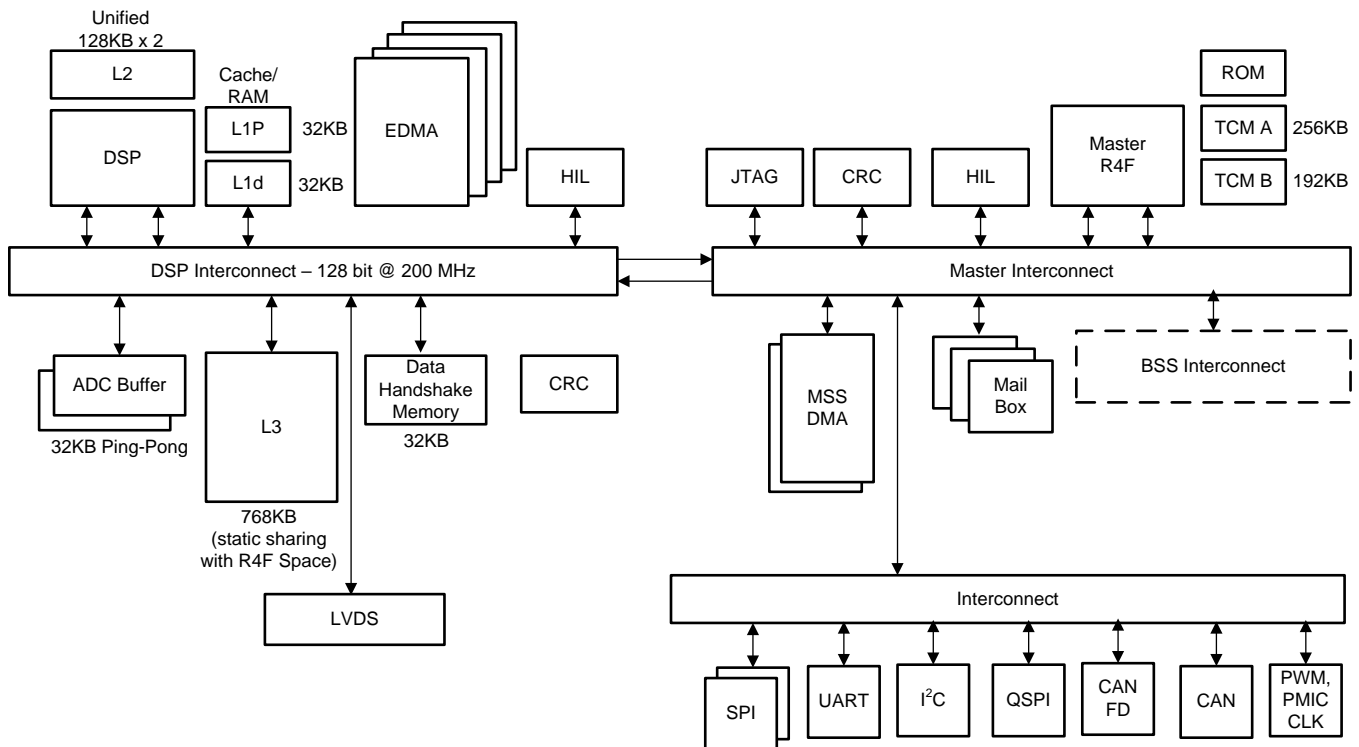 Unified
128KB x 2
L2
Cache/
RAM
L1P
32KB
DSP
L1d
32KB
EDMA
HIL
JTAG
CRC
HIL
Master
R4F
ROM
TCM A
256KB
TCM B
192KB
DSP Interconnect – 128 bit @ 200 MHz
Master Interconnect
ADC Buffer
32KB Ping-Pong
L3
768KB
(static sharing
with R4F Space)
Data
Handshake
Memory
32KB
CRC
LVDS
MSS
DMA
Mail
Box
BSS Interconnect
Interconnect
SPI
UART
I²C
QSPI
CAN
FD
CAN
PWM,
PMIC
CLK